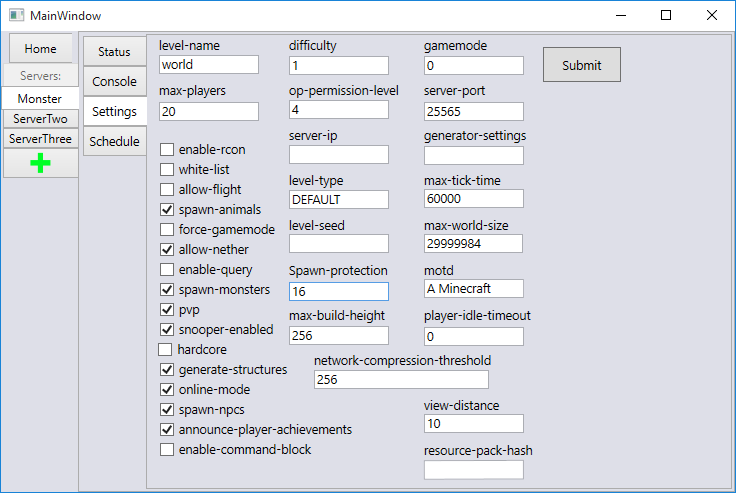 MainWindow
Home
Servers:
Monster
ServerTwo
ServerThree
Status
Console
Settings
Schedule
level-name
world
max-players
20
enable-rcon
white-list
allow-flight
spawn-animals
force-gamemode
allow-nether
enable-query
spawn-monsters
pvp
snooper-enabled
hardcore
generate-structures
online-mode
spawn-npcs
announce-player-achievements
enable-command-block
difficulty
1
op-permission-level
4
server-ip
level-type
DEFAULT
level-seed
Spawn-protection
16
max-build-height
256
network-compression-threshold
256
gamemode
0
server-port
25565
generator-settings
max-tick-time
60000
max-world-size
29999984
motd
A Minecraft
player-idle-timeout
0
view-distance
10
resource-pack-hash
Submit